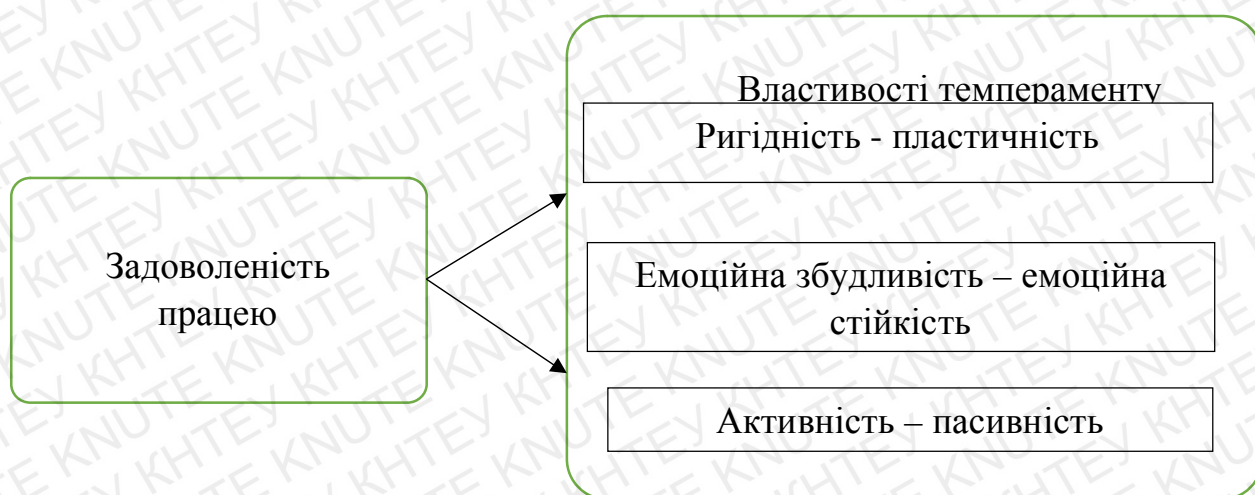 Властивості темпераменту
Ригідність - пластичність
Задоволеність
працею
Емоційна збудливість – емоційна
стійкість
Активність – пасивність